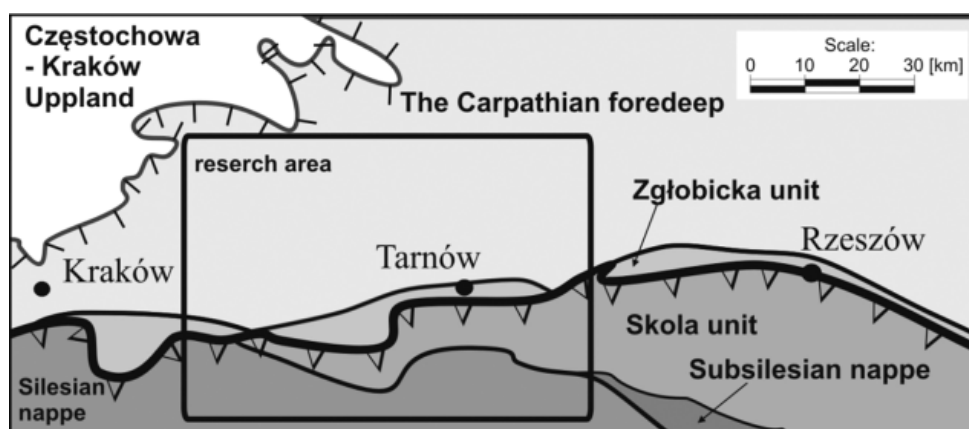 Częstochowa
- Kraków
Uppland
Scale:
0 10 20 30 [km]
The Carpathian foredeep
reserch area
Zgłobicka unit
Rzeszów
Tarnów
Kraków
Skola unit
Subsilesian nappe
Silesian
nappe